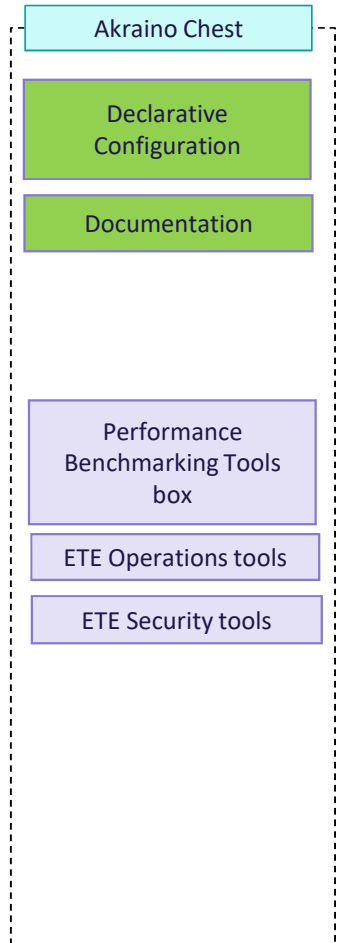 Akraino Chest
Declarative
Configuration
Documentation
Performance
Benchmarking Tools
box
ETE Operations tools
ETE Security tools